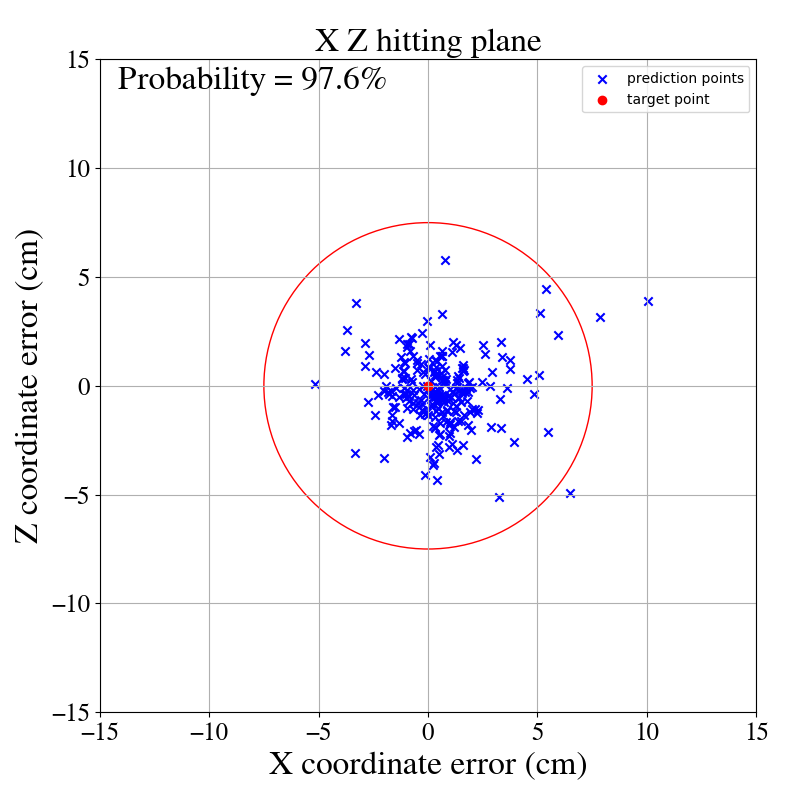 X Z hitting plane
Probability = 97.6%
prediction points
target point
15
10
5
0
−5
−10
−15
Z coordinate error (cm)
−15 −10 −5 0 5 10 15
X coordinate error (cm)